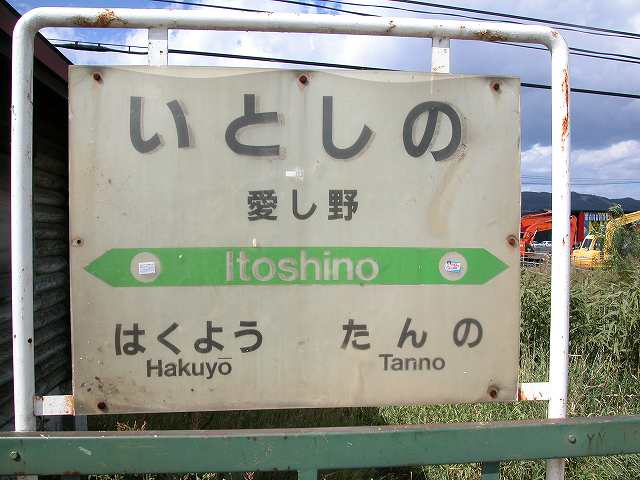 いとしの
愛し野
Itoshino
はくよう たんの
Hakuyō Tanno